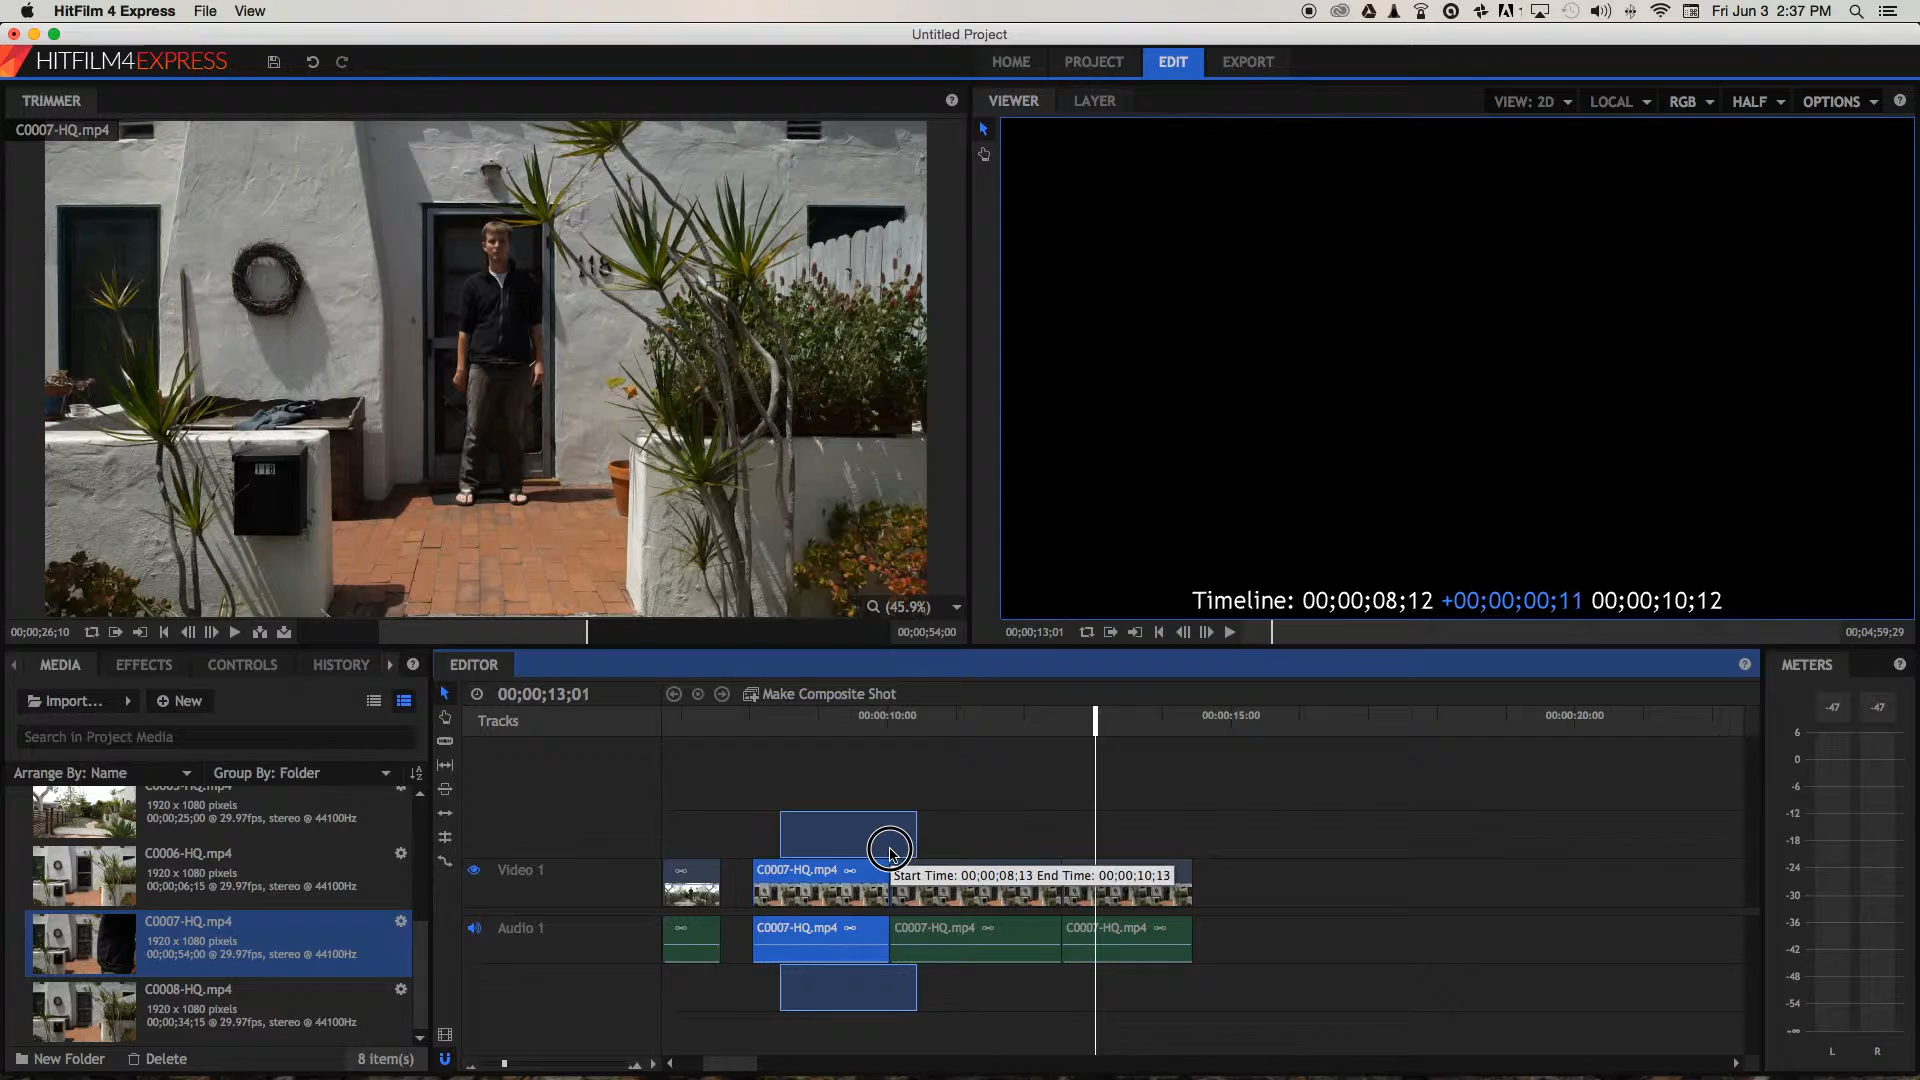 HitFilm 4 Express File View
Fri Jun 3 2:37 PM
Untitled Project
HITFILM4EXPRESS
HOME PROJECT EDIT EXPORT
TRIMMER
VIEWER LAYER
VIEW: 2D LOCAL RGB HALF OPTIONS
C0007-HQ.mp4
118
118
(45.9%)
Timeline: 00;00;08;12 +00;00;00;11 00;00;10;12
00;00;26;10
00;00;54;00
00;00;13;01
00;04;59;29
MEDIA EFFECTS CONTROLS HISTORY
EDITOR
METERS
Import...
New
00;00;13;01
Make Composite Shot
Tracks
00:00:10:00
00:00:15:00
00:00:20:00
Search in Project Media
Arrange By: Name
Group By: Folder
1920 x 1080 pixels
00;00;25;00 @ 29.97fps, stereo @ 44100Hz
C0006-HQ.mp4
1920 x 1080 pixels
00;00;06;15 @ 29.97fps, stereo @ 44100Hz
C0007-HQ.mp4
1920 x 1080 pixels
00;00;54;00 @ 29.97fps, stereo @ 44100Hz
C0008-HQ.mp4
1920 x 1080 pixels
00;00;34;15 @ 29.97fps, stereo @ 44100Hz
New Folder
Delete
8 item(s)
Video 1
C0007-HQ.mp4
Start Time: 00;00;08;13 End Time: 00;00;10;13
Audio 1
C0007-HQ.mp4
C0007-HQ.mp4
C0007-HQ.mp4
-47 -47
6
0
-6
-12
-18
-24
-30
-36
-42
-48
-54
-∞
L R